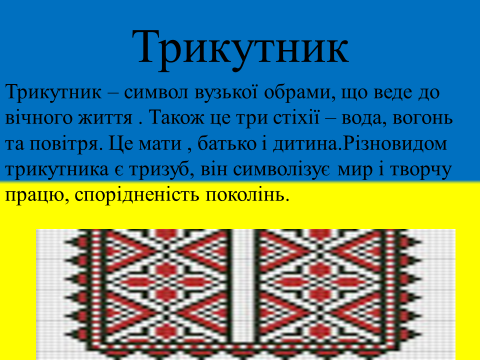 Трикутник
Трикутник – символ вузької обрами, що веде до
вічного життя . Також це три стіхії – вода, вогонь
та повітря. Це мати , батько і дитина.Різновидом
трикутника є тризуб, він символізує мир і творчу
працю, спорідненість поколінь.